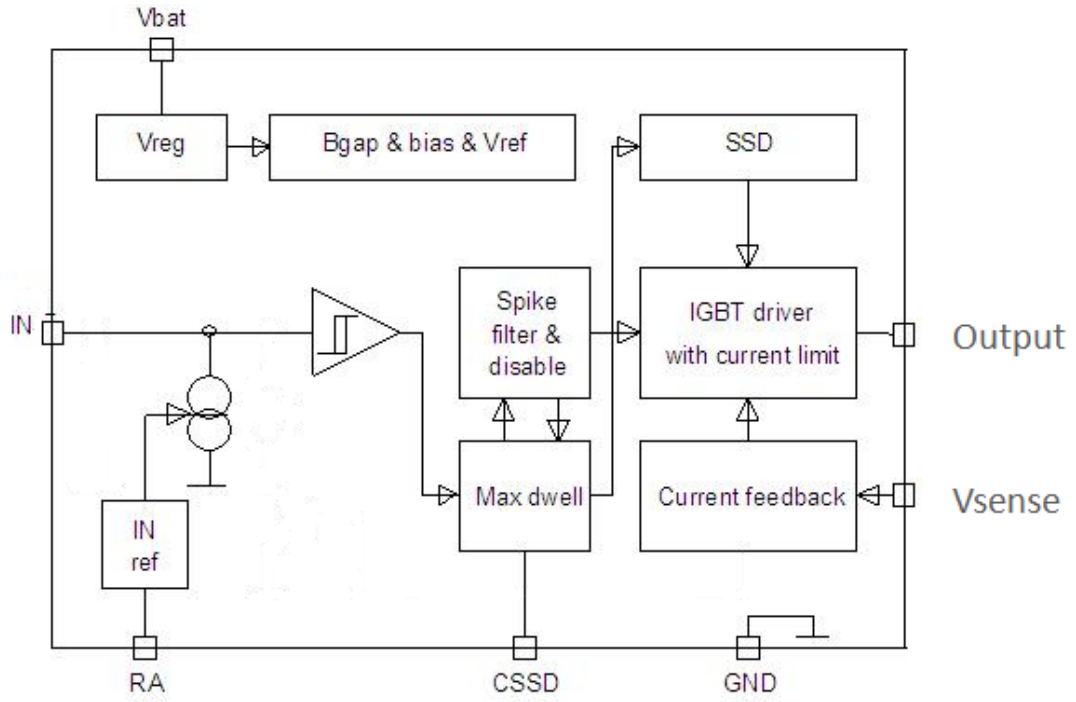 Vbat
Vreg
Bgap & bias & Vref
SSD
IN
Spike
filter &
disable
IGBT driver
with current limit
Output
Max dwell
Current feedback
Vsense
IN
ref
RA
CSSD
GND